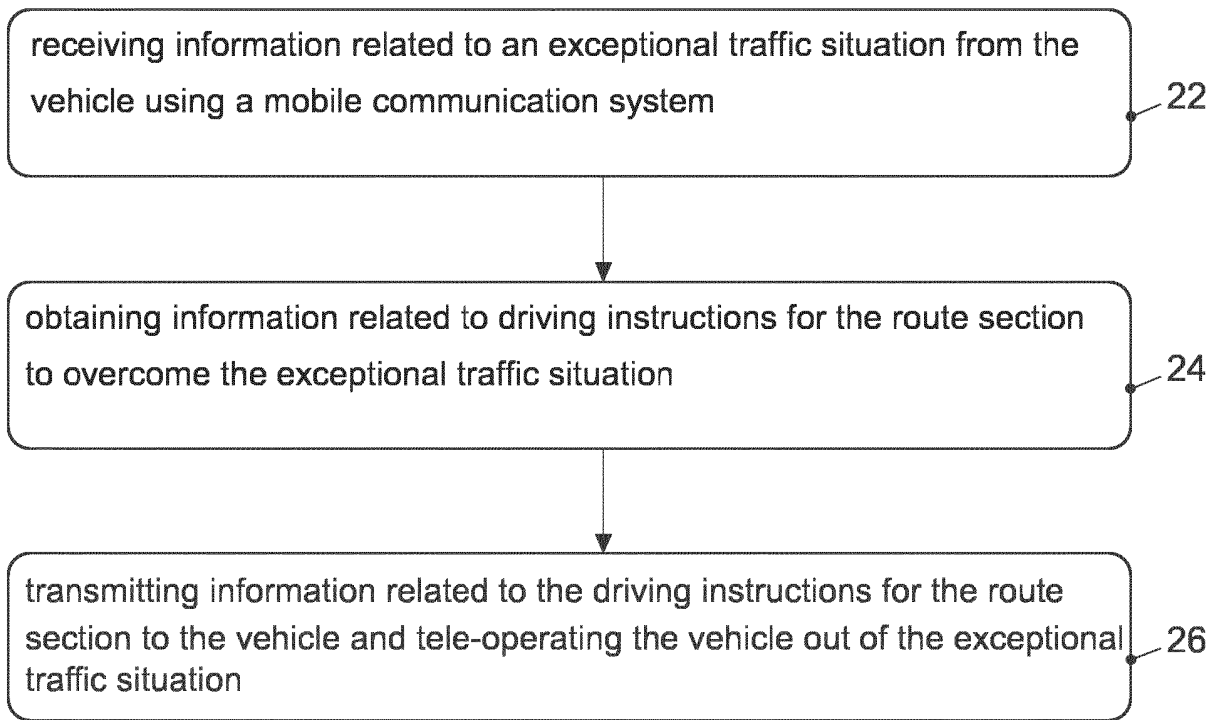 receiving information related to an exceptional traffic situation from the
vehicle using a mobile communication system
22
obtaining information related to driving instructions for the route section
to overcome the exceptional traffic situation
24
transmitting information related to the driving instructions for the route
section to the vehicle and tele-operating the vehicle out of the exceptional
traffic situation
26